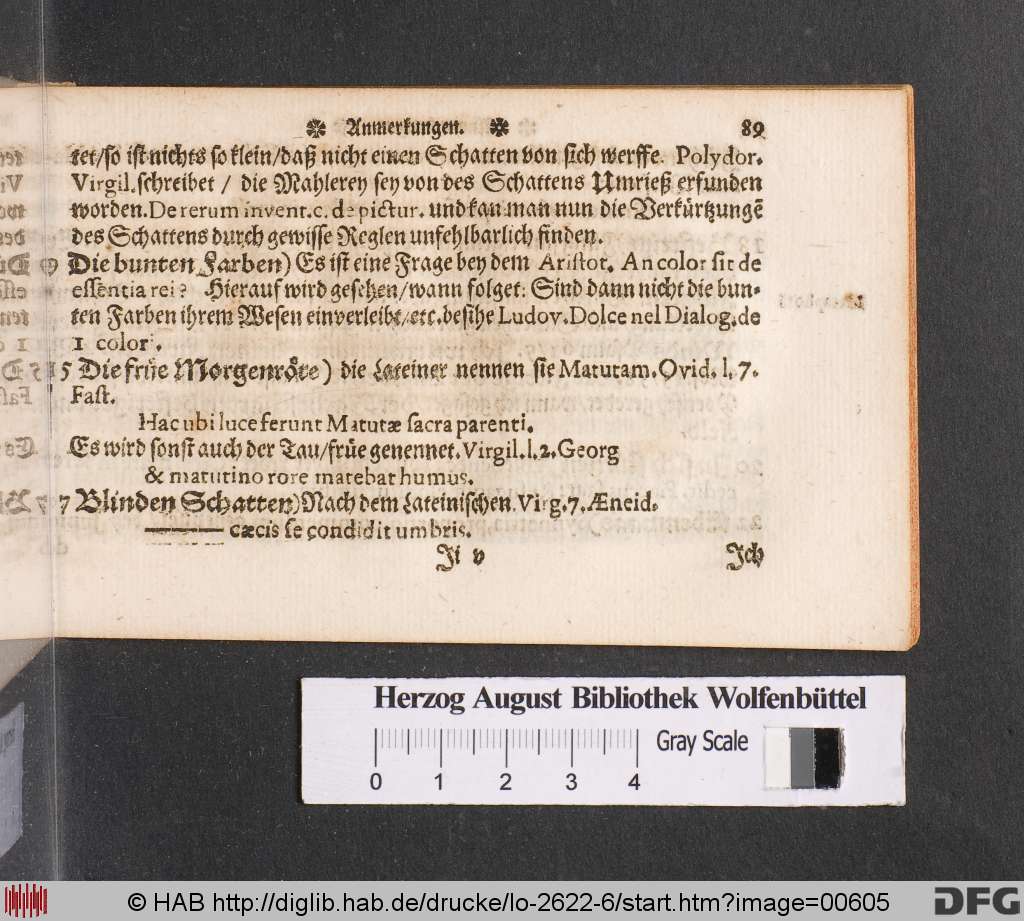 ✼ Anmerkungen. ✼ 89
tet/so ist nichts so klein/daß nicht einen Schatten von sich werffe. Polydor.
Virgil. schreibet / die Mahlerey sey von des Schattens Umrieß erfunden
worden. De rerum invent. c. de pictur. und kan man nun die Verkürtzungē
des Schattens durch gewisse Reglen unfehlbarlich finden.
9 Die bunten Farben) Es ist eine Frage bey dem Aristot. An color sit de
essentia rei? Hierauf wird gesehen/wann folget: Sind dann nicht die bun-
ten Farben ihrem Wesen einverleibt/etc. besihe Ludov. Dolce nel Dialog. de
i color.
15 Die früe Morgenröte) die Lateiner nennen sie Matutam. Ovid. l. 7.
Fast.
Hac ubi luce ferunt Matutæ sacra parenti.
Es wird sonst auch der Tau/früe genennet. Virgil. l. 2. Georg
& matutino rore matebat humus.
77 Blinden Schatten) Nach dem Lateinischen. Virg. 7. Æneid.
——— cæcis se condidit umbris.
Ji v Ich
Herzog August Bibliothek Wolfenbüttel
Gray Scale
0 1 2 3 4
© HAB http://diglib.hab.de/drucke/lo-2622-6/start.htm?image=00605
DFG